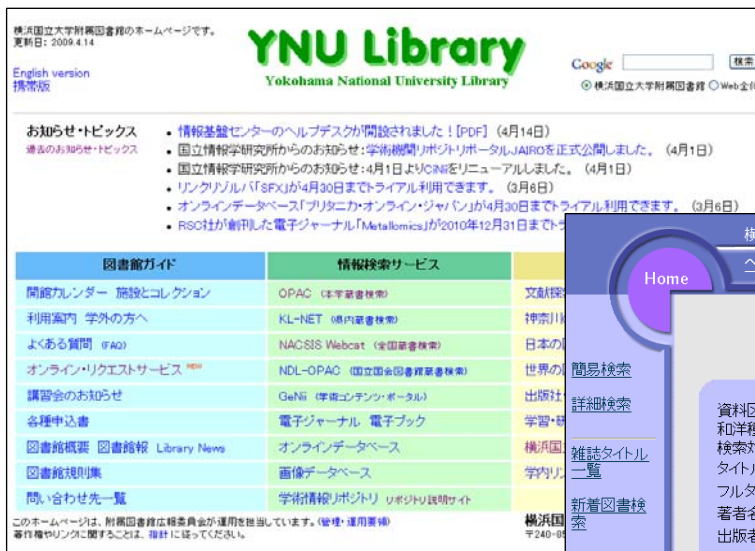 横浜国立大学附属図書館のホームページです。
更新日: 2009.4.14
English version
携帯版
YNU Library
Yokohama National University Library
Google 検索
横浜国立大学附属図書館 Web全
お知らせ・トピックス
過去のお知らせ・トピックス
• 情報基盤センターのヘルプデスクが開設されました！[PDF] (4月14日)
• 国立情報学研究所からのお知らせ:学術機関リポジトリポータルJAIROを正式公開しました。 (4月1日)
• 国立情報学研究所からのお知らせ:4月1日よりCiNiiをリニューアルしました。 (4月1日)
• リンクリゾルバ「SFX」が4月30日までトライアル利用できます。 (3月6日)
• オンラインデータベース「ブリタニカ・オンライン・ジャパン」が4月30日までトライアル利用できます。 (3月6日)
• RSC社が創刊した電子ジャーナル「Metallomics」が2010年12月31日までト
図書館ガイド
開館カレンダー 施設とコレクション
利用案内 学外の方へ
よくある質問 (FAQ)
オンライン・リクエストサービス NEW
講習会のお知らせ
各種申込書
図書館概要 図書館報 Library News
図書館規則集
問い合わせ先一覧
情報検索サービス
OPAC (本学蔵書検索)
KL-NET (県内蔵書検索)
NACSIS Webcat (全国蔵書検索)
NDL-OPAC (国立国会図書館蔵書検索)
GeNii (学術コンテンツ・ポータル)
電子ジャーナル 電子ブック
オンラインデータベース
画像データベース
学術情報リポジトリ リポジトリ説明サイト
文献探
神奈川
日本の
世界の
出版社
学習・研
横浜国
学内リン
このホームページは、附属図書館広報委員会が運用を担当しています。(管理・運用要領)
著作権やリンクに関することは、指針に従ってください。
横浜国
〒240-85
横
Home
ヘ
簡易検索
詳細検索
雑誌タイトル
一覧
新着図書検
索
資料区
和洋種
検索対
タイトル
フルタ
著者名
出版者